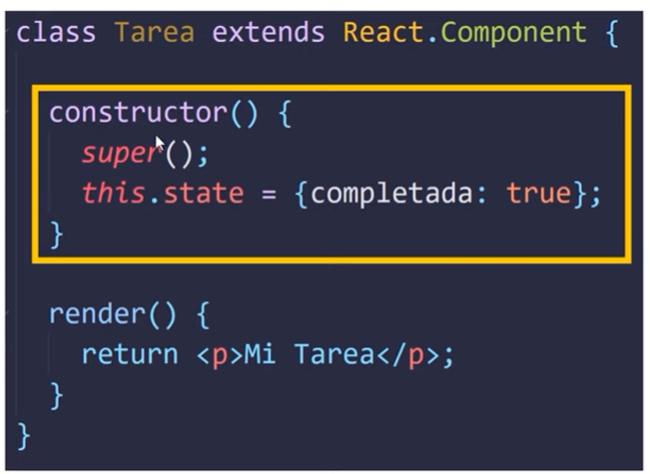 class Tarea extends React.Component {
constructor() {
super();
this.state = {completada: true};
}
render() {
return <p>Mi Tarea</p>;
}
}